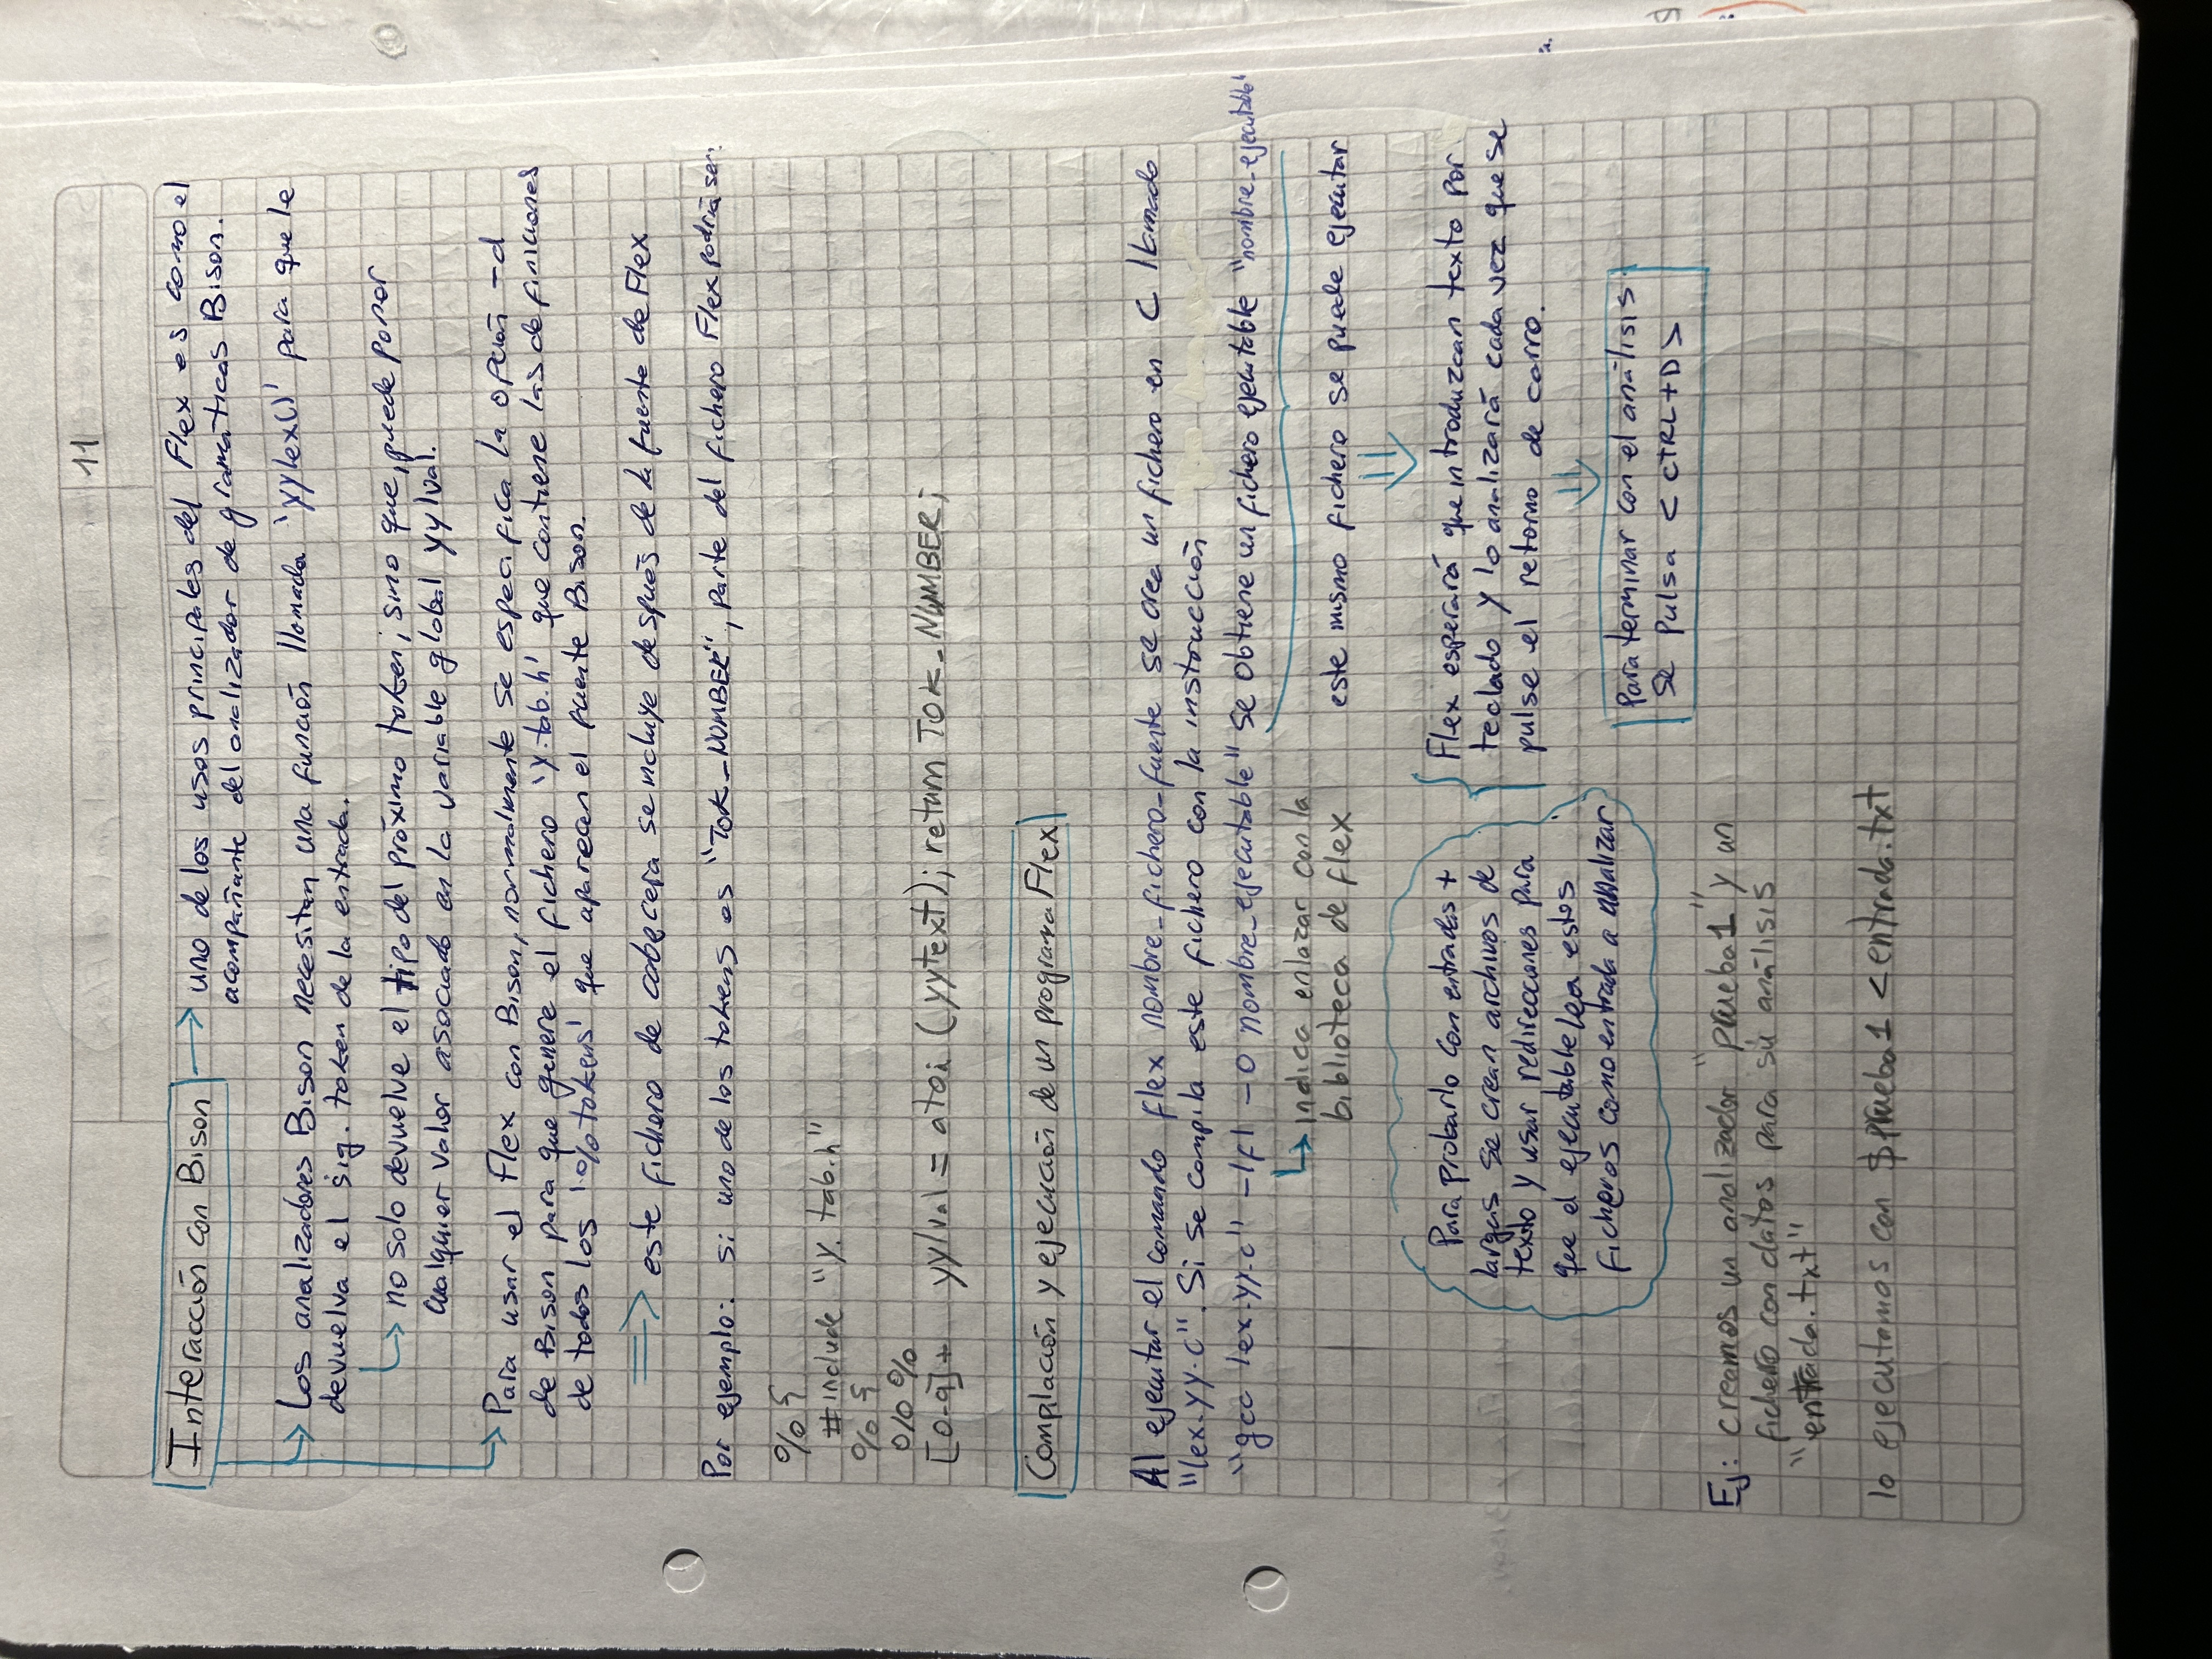 11
Interacción con Bison → uno de los usos principales del Flex es como el
acompañante del analizador de gramáticas Bison.
Los analizadores Bison necesitan una función llamada 'yylex()' para que le
devuelva el sig. token de la entrada.
no solo devuelve el tipo del próximo token, sino que, puede poner
cualquier valor asociado en la variable global yylval.
Para usar el Flex con Bison, normalmente se especifica la opción -d
de Bison para que genere el fichero 'y.tab.h' que contiene las definiciones
de todos los '%tokens' que aparecen el fuente Bison.
⇒ este fichero de cabecera se incluye después de la fuente de Flex
Por ejemplo: si uno de los tokens es "TOK_NUMBER", parte del fichero Flex podría ser:
%{
#include "y.tab.h"
%{
%%
[0-9]+ yylval = atoi (yytext); return TOK_NUMBER;
Compilación y ejecución de un programa Flex
Al ejecutar el comando flex nombre_fichero_fuente se crea un fichero en C llamado
"lex.yy.c". Si se compila este fichero con la instrucción
"gcc lex.yy.c" -lfl -o nombre_ejecutable" se obtiene un fichero ejecutable "nombre_ejecutable"
indica enlazar con la
biblioteca de flex
este mismo fichero se puede ejecutar
Flex esperará que introduzcan texto por
teclado y lo analizará cada vez que se
pulse el retorno de carro.
Para terminar con el análisis
se pulsa <CTRL+D>
Para probarlo con entradas +
largas se crean archivos de
texto y usar redirecciones para
que el ejecutable lea estos
ficheros como entrada a analizar
Ej: creamos un analizador "prueba1" y un
fichero con datos para su análisis
"entrada.txt"
lo ejecutamos con $prueba1 <entrada.txt